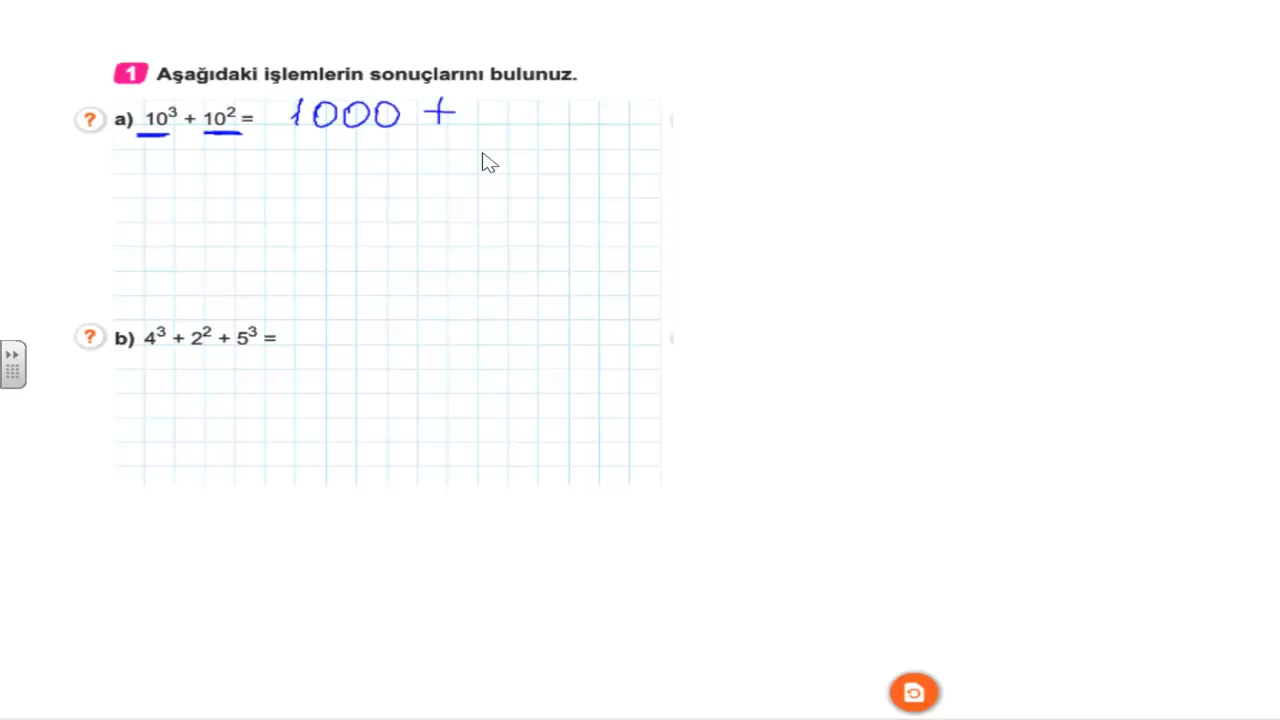 1 Aşağıdaki işlemlerin sonuçlarını bulunuz.
? a) 10³ + 10² = 1000 +
? b) 4³ + 2² + 5³ =